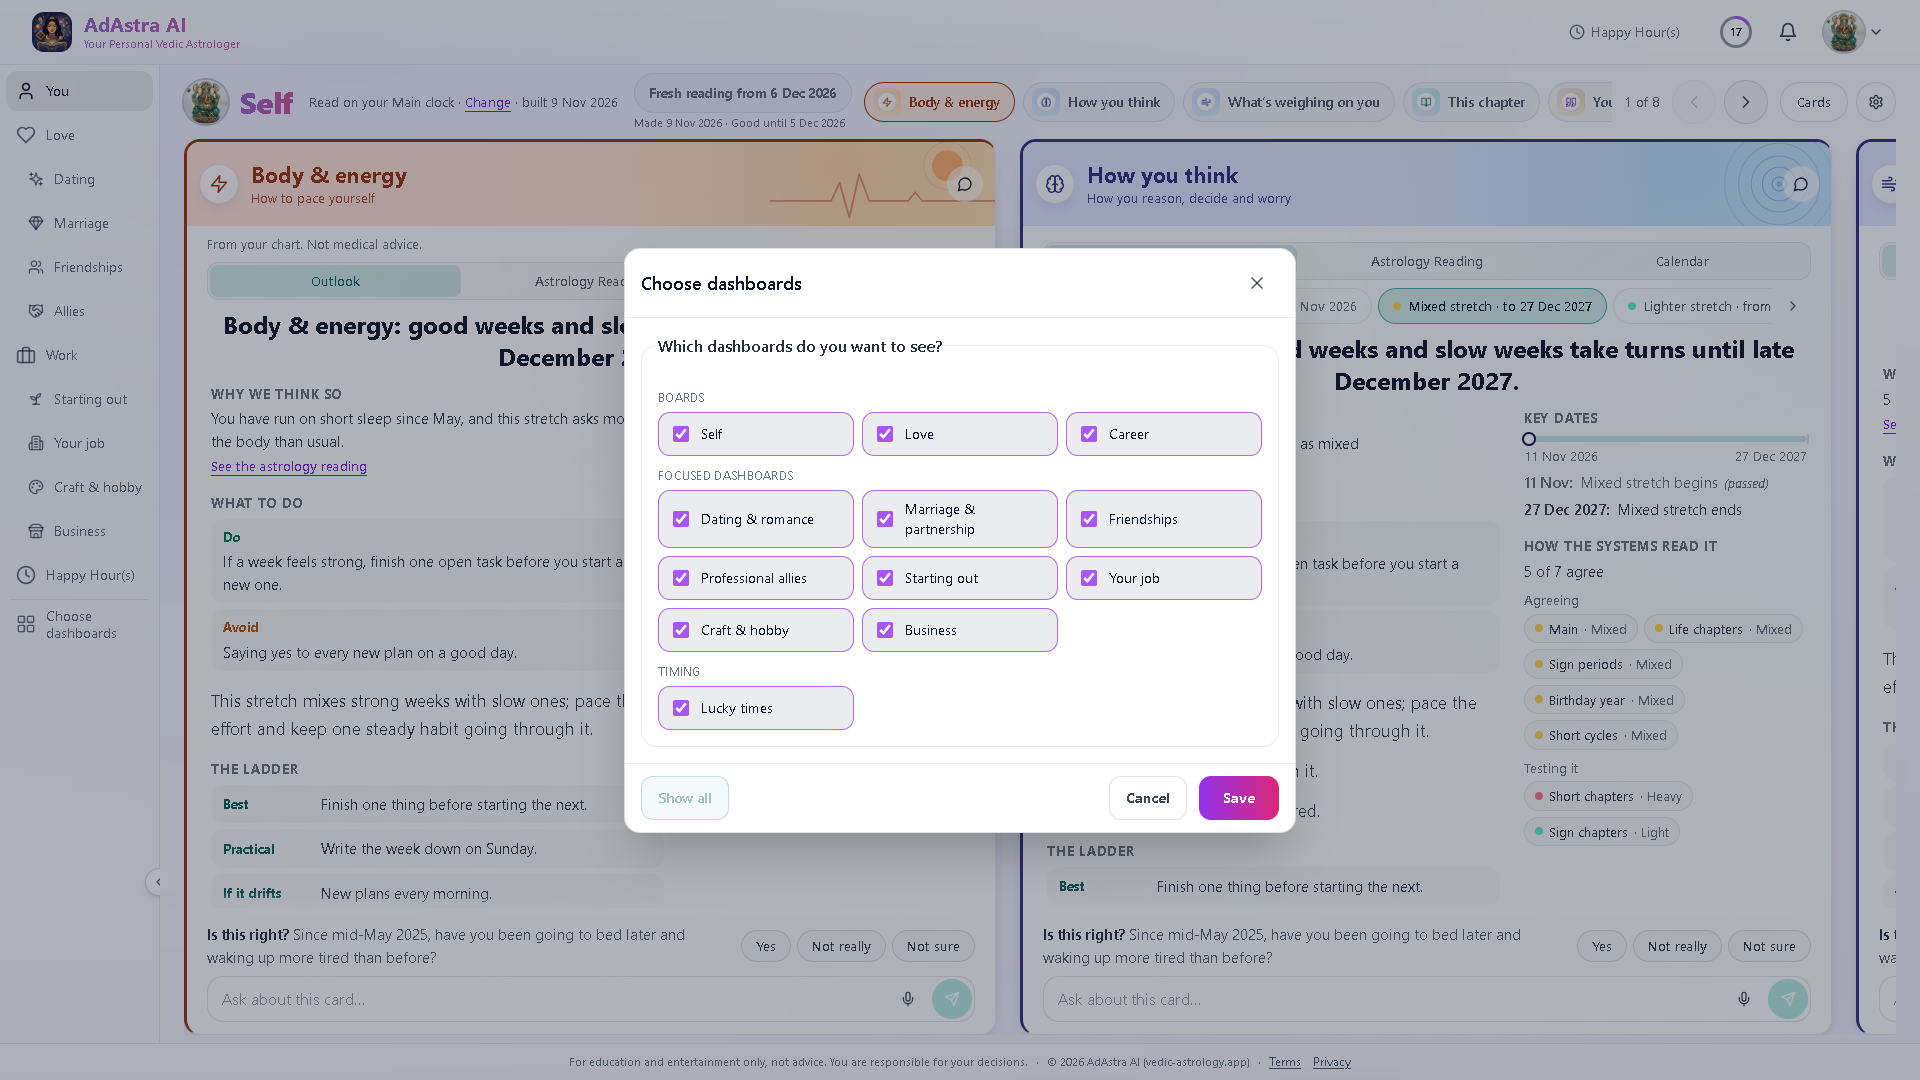 AdAstra AI
Your Personal Vedic Astrologer
Happy Hour(s)
17
You
Love
Dating
Marriage
Friendships
Allies
Work
Starting out
Your job
Craft & hobby
Business
Happy Hour(s)
Choose
dashboards
Self
Read on your Main clock · Change · built 9 Nov 2026
Fresh reading from 6 Dec 2026
Made 9 Nov 2026 · Good until 5 Dec 2026
Body & energy
How you think
What's weighing on you
This chapter
You
1 of 8
Cards
Body & energy
How to pace yourself
From your chart. Not medical advice.
Outlook
Astrology Read
Body & energy: good weeks and sl
December
WHY WE THINK SO
You have run on short sleep since May, and this stretch asks mo
the body than usual.
See the astrology reading
WHAT TO DO
Do
If a week feels strong, finish one open task before you start a
new one.
Avoid
Saying yes to every new plan on a good day.
This stretch mixes strong weeks with slow ones; pace t
effort and keep one steady habit going through it.
THE LADDER
Best
Finish one thing before starting the next.
Practical
Write the week down on Sunday.
If it drifts
New plans every morning.
Is this right? Since mid-May 2025, have you been going to bed later and
waking up more tired than before?
Yes
Not really
Not sure
Ask about this card...
How you think
How you reason, decide and worry
Astrology Reading
Calendar
Nov 2026
Mixed stretch · to 27 Dec 2027
Lighter stretch · from
d weeks and slow weeks take turns until late
December 2027.
as mixed
en task before you start a
ood day.
with slow ones; pace the
going through it.
n it.
red.
KEY DATES
11 Nov 2026
27 Dec 2027
11 Nov: Mixed stretch begins (passed)
27 Dec 2027: Mixed stretch ends
HOW THE SYSTEMS READ IT
5 of 7 agree
Agreeing
Main · Mixed
Life chapters · Mixed
Sign periods · Mixed
Birthday year · Mixed
Short cycles · Mixed
Testing it
Short chapters · Heavy
Sign chapters · Light
THE LADDER
Best
Finish one thing before starting the next.
Is this right? Since mid-May 2025, have you been going to bed later and
waking up more tired than before?
Yes
Not really
Not sure
Ask about this card...
W
5
Se
W
Th
ef
TH
Is t
wa
Choose dashboards
Which dashboards do you want to see?
BOARDS
Self
Love
Career
FOCUSED DASHBOARDS
Dating & romance
Marriage &
partnership
Friendships
Professional allies
Starting out
Your job
Craft & hobby
Business
TIMING
Lucky times
Show all
Cancel
Save
For education and entertainment only, not advice. You are responsible for your decisions. · © 2026 AdAstra AI (vedic-astrology.app) · Terms Privacy